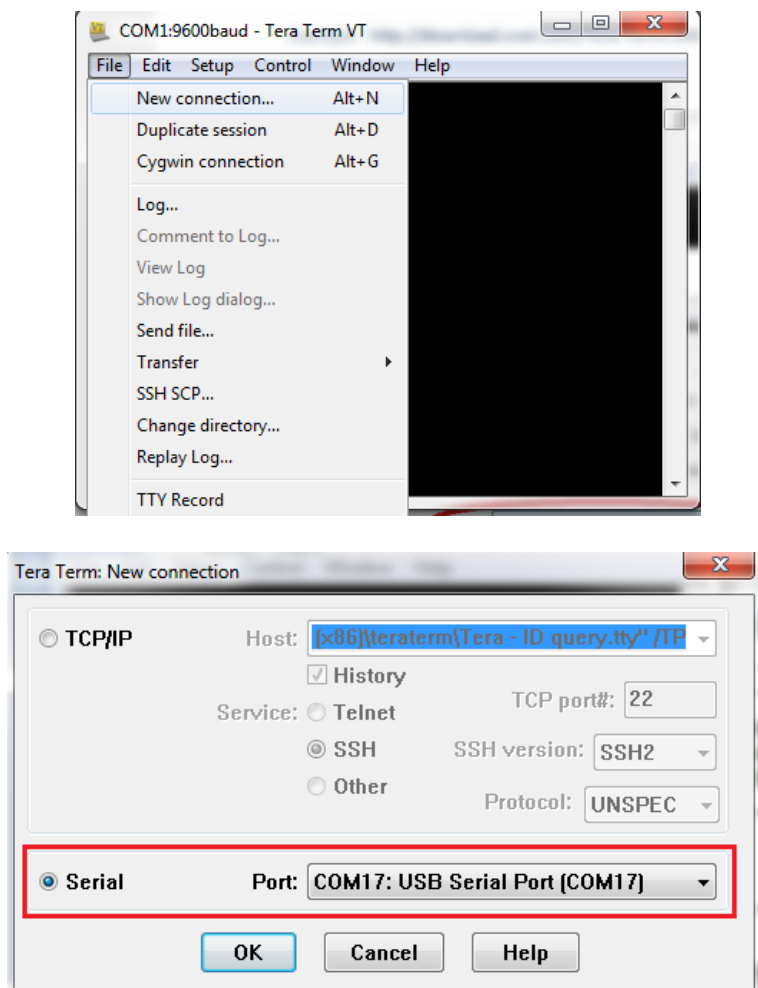 COM1:9600baud - Tera Term VT
File Edit Setup Control Window Help
New connection... Alt+N
Duplicate session Alt+D
Cygwin connection Alt+G
Log...
Comment to Log...
View Log
Show Log dialog...
Send file...
Transfer
SSH SCP...
Change directory...
Replay Log...
TTY Record
Tera Term: New connection
TCP/IP Host: (x86)\teraterm\Tera - ID query.tty" /TP
History
Service: Telnet TCP port#: 22
SSH SSH version: SSH2
Other Protocol: UNSPEC
Serial Port: COM17: USB Serial Port (COM17)
OK Cancel Help